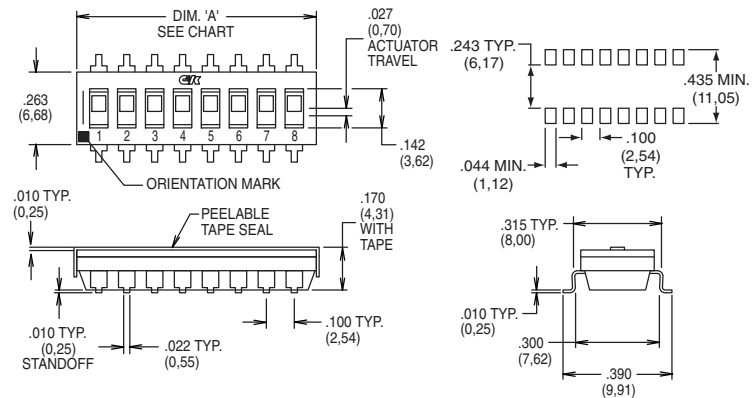 DIM. 'A'
SEE CHART
.027
(0,70)
ACTUATOR
TRAVEL
.263
(6,68)
CK
1 2 3 4 5 6 7 8
.142
(3,62)
ORIENTATION MARK
.243 TYP.
(6,17)
.435 MIN.
(11,05)
.044 MIN.
(1,12)
.100
(2,54)
TYP.
.010 TYP.
(0,25)
PEELABLE
TAPE SEAL
.170
(4,31)
WITH
TAPE
.010 TYP.
(0,25)
STANDOFF
.022 TYP.
(0,55)
.100 TYP.
(2,54)
.315 TYP.
(8,00)
.010 TYP.
(0,25)
.300
(7,62)
.390
(9,91)